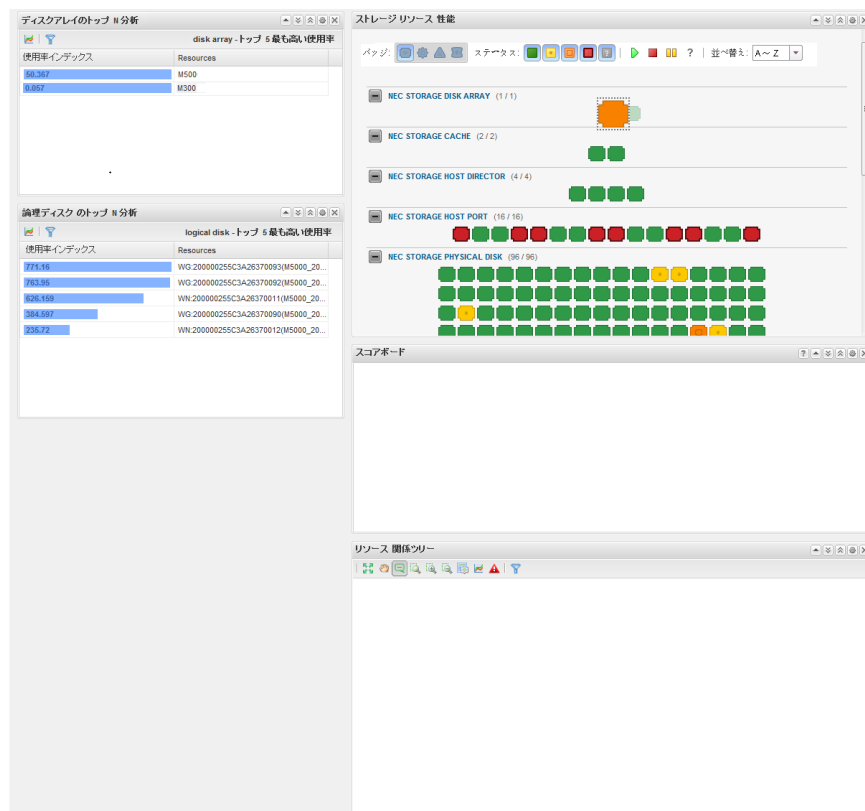 ディスクアレイのトップ N 分析
disk array - トップ 5 最も高い使用率
使用率インデックス Resources
50.367 M500
0.057 M300
論理ディスク のトップ N 分析
logical disk - トップ 5 最も高い使用率
使用率インデックス Resources
771.16 WG:200000255C3A26370093(M5000_20...
763.95 WG:200000255C3A26370092(M5000_20...
626.159 WN:200000255C3A26370011(M5000_20...
384.597 WG:200000255C3A26370090(M5000_20...
235.72 WN:200000255C3A26370012(M5000_20...
ストレージ リソース 性能
バッジ: ステータス: ? 並べ替え: A～ Z
NEC STORAGE DISK ARRAY (1 / 1)
NEC STORAGE CACHE (2 / 2)
NEC STORAGE HOST DIRECTOR (4 / 4)
NEC STORAGE HOST PORT (16 / 16)
NEC STORAGE PHYSICAL DISK (96 / 96)
スコアボード ?
リソース 関係ツリー